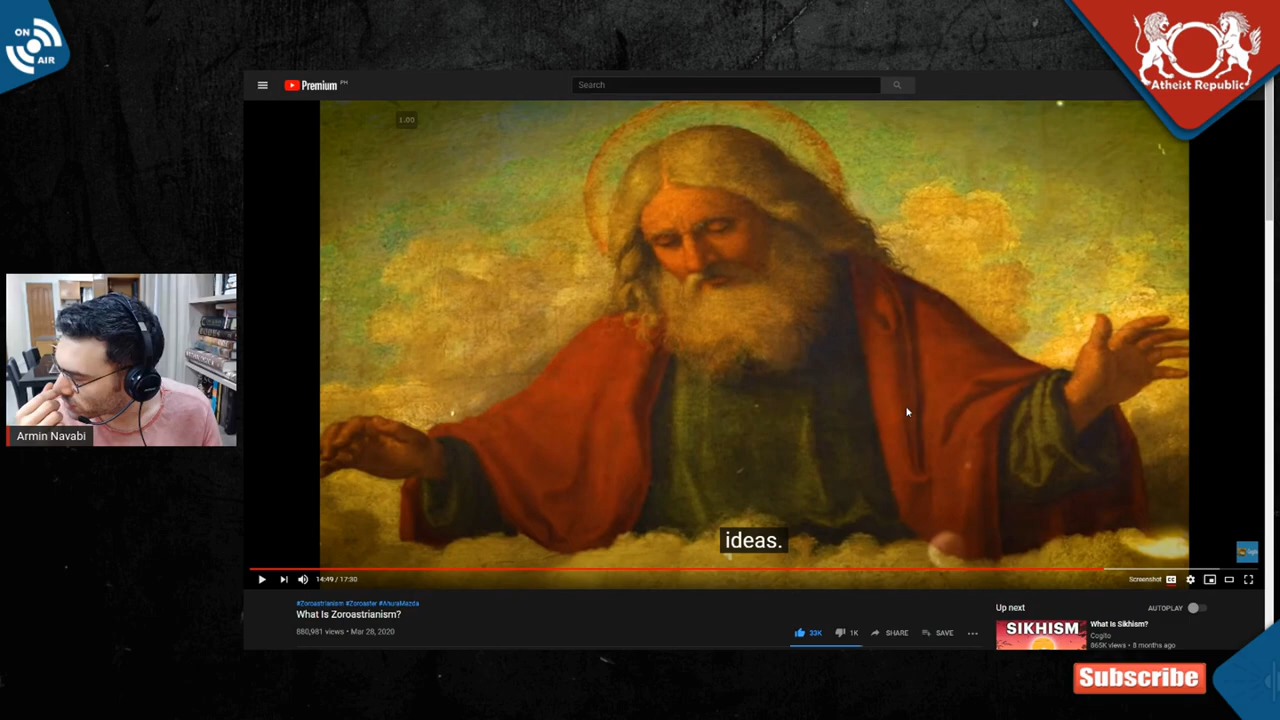 ON
AIR
Atheist Republic
Premium PH
Search
1.00
Armin Navabi
ideas.
14:49 / 17:30
Screenshot
CC
#Zoroastrianism #Zoroaster #AhuraMazda
What Is Zoroastrianism?
880,981 views • Mar 28, 2020
33K
1K
SHARE
SAVE
Up next
AUTOPLAY
SIKHISM
What Is Sikhism?
Cogito
865K views • 8 months ago
Subscribe